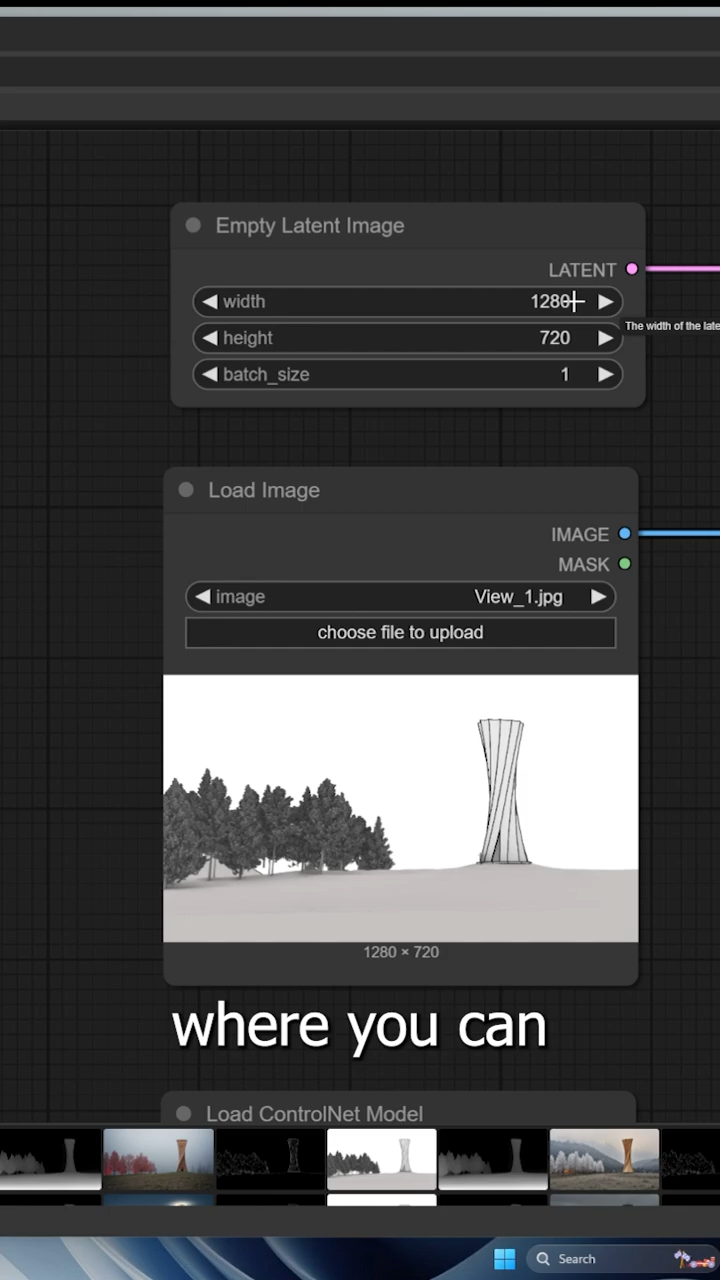 Empty Latent Image
LATENT
width 1280
The width of the late
height 720
batch_size 1
Load Image
IMAGE
MASK
image View_1.jpg
choose file to upload
1280 × 720
where you can
Load ControlNet Model
Search